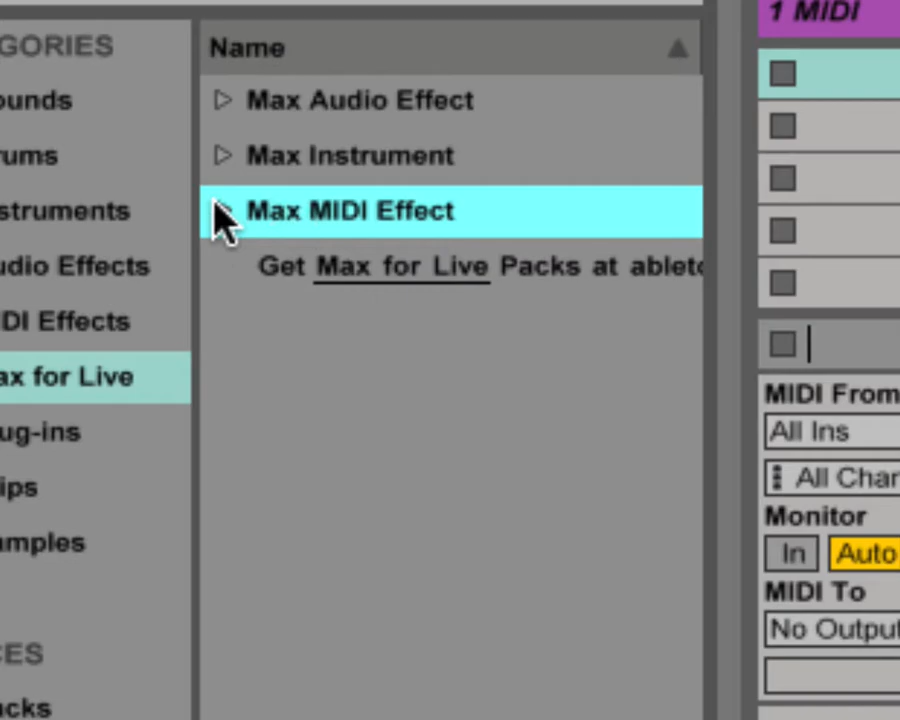 GORIES
ounds
rums
struments
udio Effects
IDI Effects
ax for Live
ug-ins
ips
amples
CES
acks
Name
Max Audio Effect
Max Instrument
Max MIDI Effect
Get Max for Live Packs at ablet
1 MIDI
MIDI From
All Ins
All Char
Monitor
In Auto
MIDI To
No Output